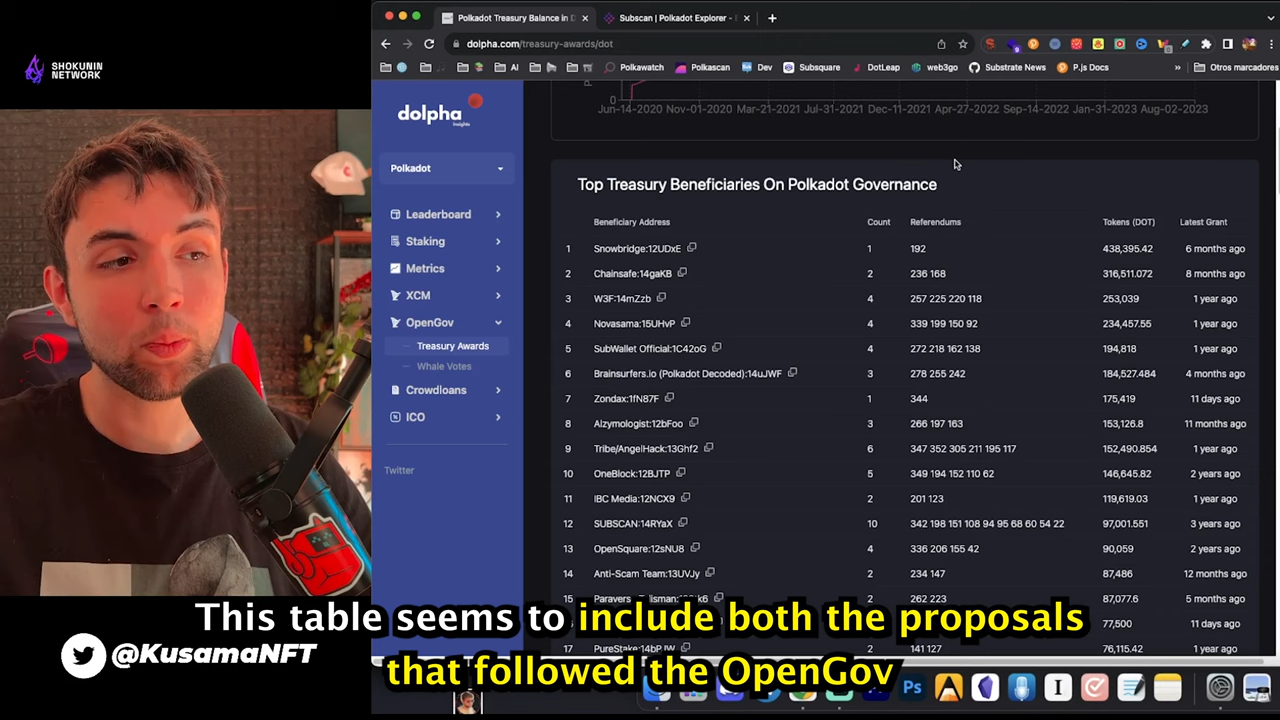 SHOKUNIN
NETWORK
Polkadot Treasury Balance in D
Subscan | Polkadot Explorer -
dolpha.com/treasury-awards/dot
AI
Polkawatch
Polkascan
Dev
Subsquare
DotLeap
web3go
Substrate News
P.js Docs
Otros marcadores
0
Jun-14-2020 Nov-01-2020 Mar-21-2021 Jul-31-2021 Dec-11-2021 Apr-27-2022 Sep-14-2022 Jan-31-2023 Aug-02-2023
dolpha
Insights
Polkadot
Leaderboard
Staking
Metrics
XCM
OpenGov
Treasury Awards
Whale Votes
Crowdloans
ICO
Twitter
Top Treasury Beneficiaries On Polkadot Governance
Beneficiary Address Count Referendums Tokens (DOT) Latest Grant
1 Snowbridge:12UDxE 1 192 438,395.42 6 months ago
2 Chainsafe:14gaKB 2 236 168 316,511.072 8 months ago
3 W3F:14mZzb 4 257 225 220 118 253,039 1 year ago
4 Novasama:15UHvP 4 339 199 150 92 234,457.55 1 year ago
5 SubWallet Official:1C42oG 4 272 218 162 138 194,818 1 year ago
6 Brainsurfers.io (Polkadot Decoded):14uJWF 3 278 255 242 184,527.484 4 months ago
7 Zondax:1fN87F 1 344 175,419 11 days ago
8 Alzymologist:12bFoo 3 266 197 163 153,126.8 11 months ago
9 Tribe/AngelHack:13Ghf2 6 347 352 305 211 195 117 152,490.854 1 year ago
10 OneBlock:12BJTP 5 349 194 152 110 62 146,645.82 2 years ago
11 IBC Media:12NCX9 2 201 123 119,619.03 1 year ago
12 SUBSCAN:14RYaX 10 342 198 151 108 94 95 68 60 54 22 97,001.551 3 years ago
13 OpenSquare:12sNU8 4 336 206 155 42 90,059 2 years ago
14 Anti-Scam Team:13UVJy 2 234 147 87,486 12 months ago
15 2 262 223 87,077.6 5 months ago
77,500 11 days ago
17 PureStake:14bPJW 2 141 127 76,115.42 1 year ago
This table seems to include both the proposals
that followed the OpenGov
@KusamaNFT
Ps